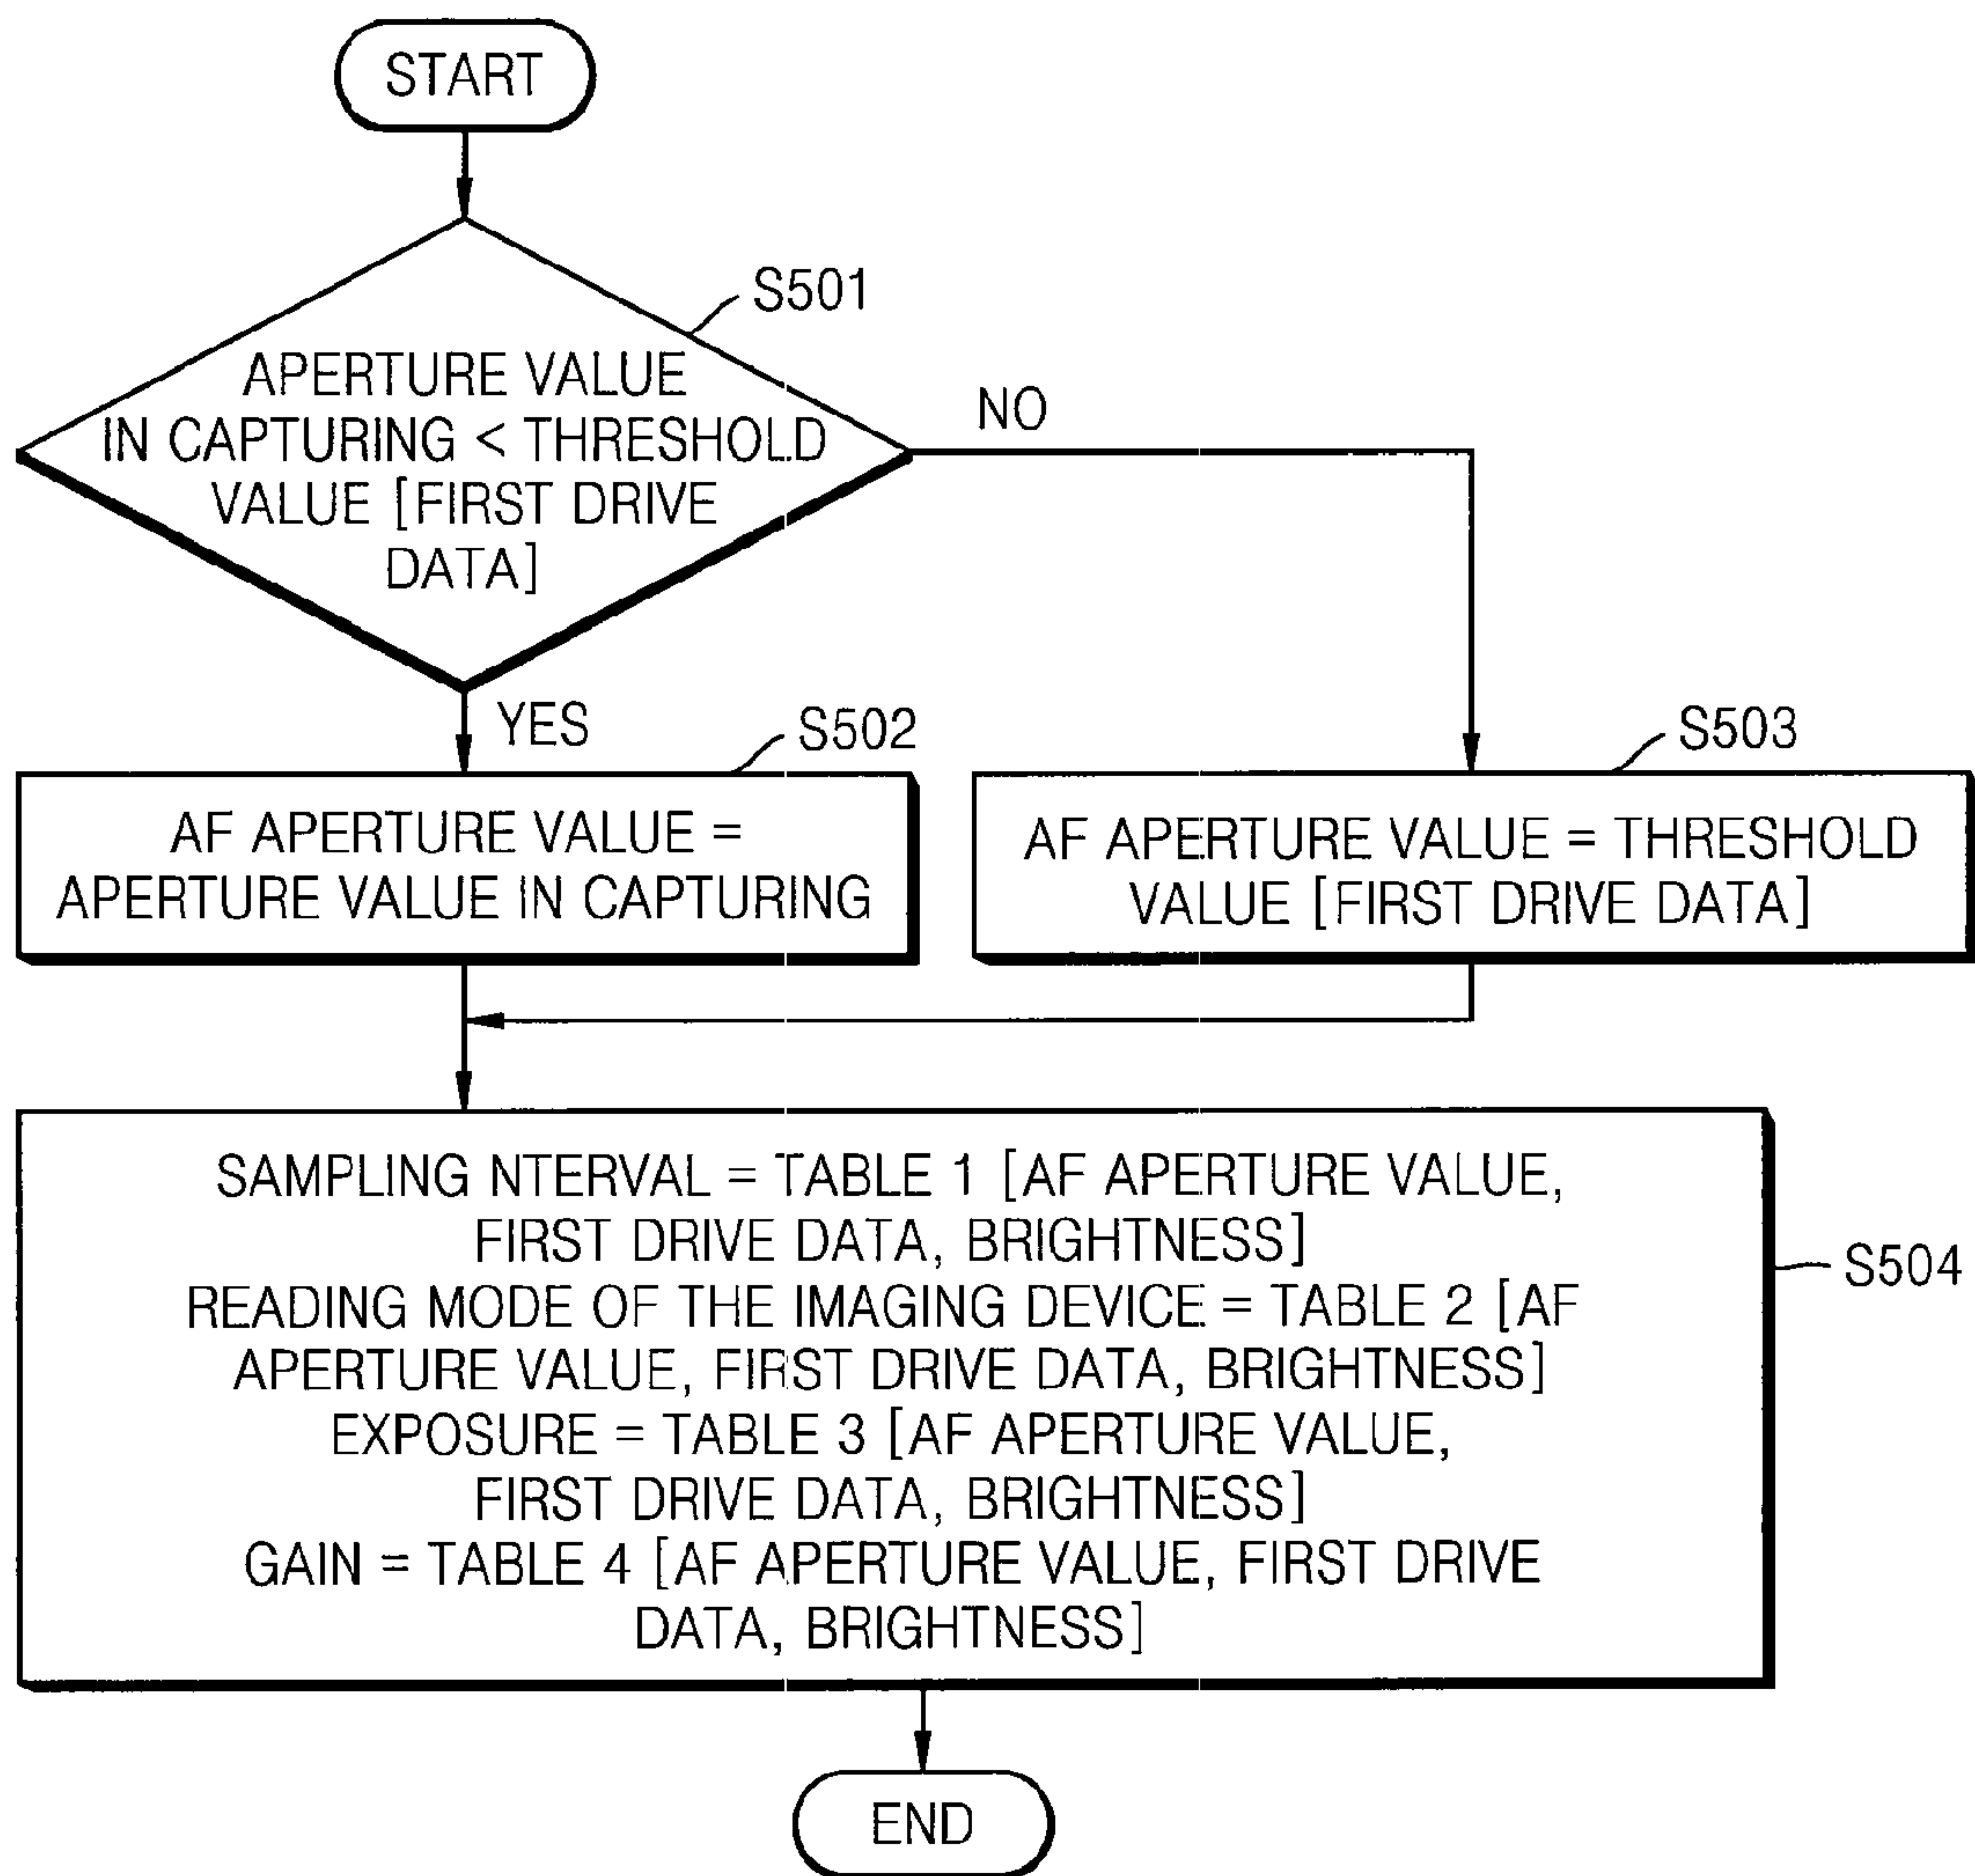 START
S501
APERTURE VALUE
IN CAPTURING < THRESHOLD
VALUE [FIRST DRIVE
DATA]
NO
YES
S502
S503
AF APERTURE VALUE =
APERTURE VALUE IN CAPTURING
AF APERTURE VALUE = THRESHOLD
VALUE [FIRST DRIVE DATA]
SAMPLING NTERVAL = TABLE 1 [AF APERTURE VALUE,
FIRST DRIVE DATA, BRIGHTNESS]
READING MODE OF THE IMAGING DEVICE = TABLE 2 [AF
APERTURE VALUE, FIRST DRIVE DATA, BRIGHTNESS]
EXPOSURE = TABLE 3 [AF APERTURE VALUE,
FIRST DRIVE DATA, BRIGHTNESS]
GAIN = TABLE 4 [AF APERTURE VALUE, FIRST DRIVE
DATA, BRIGHTNESS]
S504
END